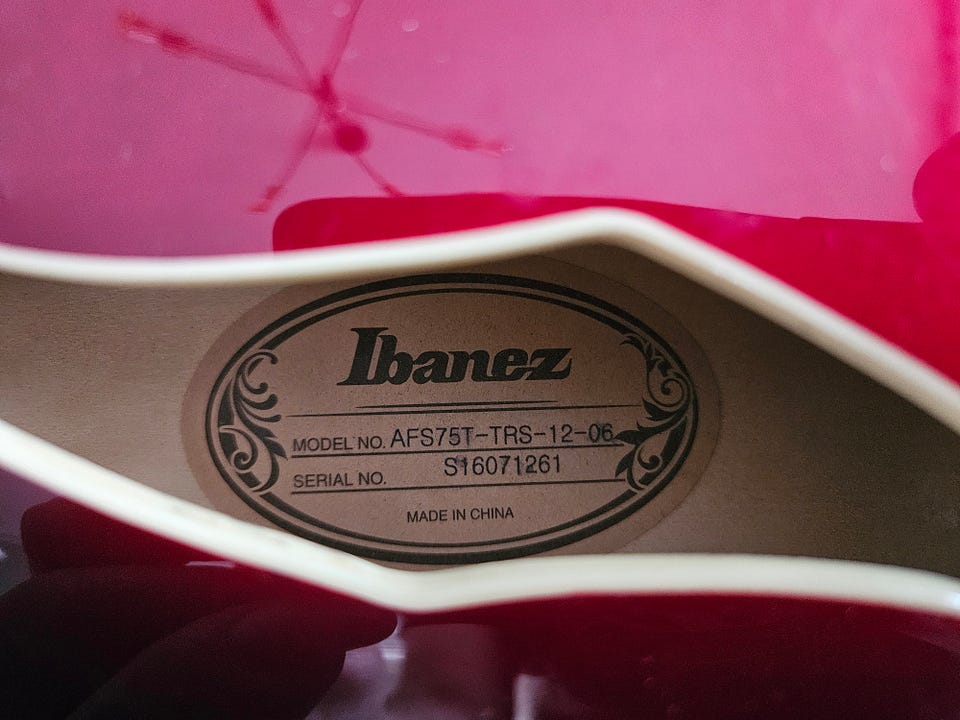 Ibanez
MODEL NO. AFS75T-TRS-12-06
SERIAL NO. S16071261
MADE IN CHINA